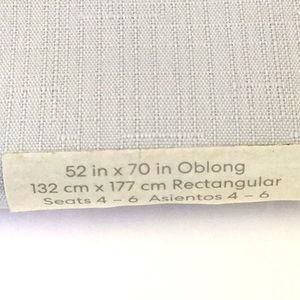 52 in x 70 in Oblong
132 cm x 177 cm Rectangular
Seats 4 – 6 Asientos 4 – 6